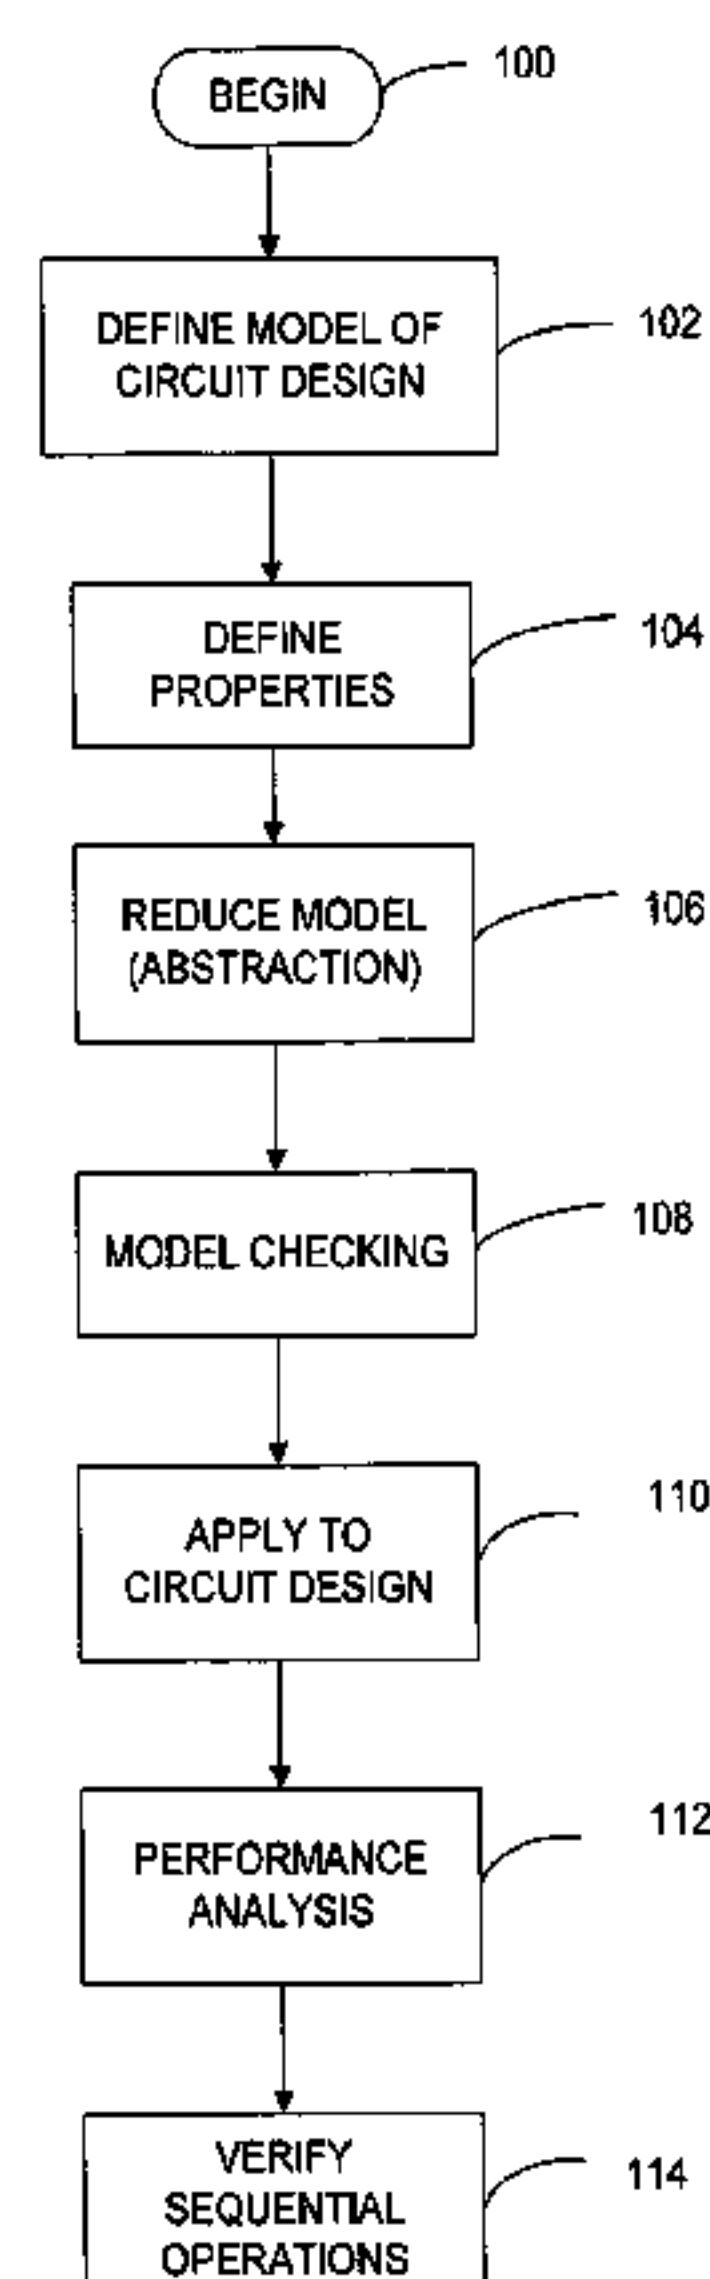 BEGIN
100
DEFINE MODEL OF
CIRCUIT DESIGN
102
DEFINE
PROPERTIES
104
REDUCE MODEL
(ABSTRACTION)
106
MODEL CHECKING
108
APPLY TO
CIRCUIT DESIGN
110
PERFORMANCE
ANALYSIS
112
VERIFY
SEQUENTIAL
OPERATIONS
114